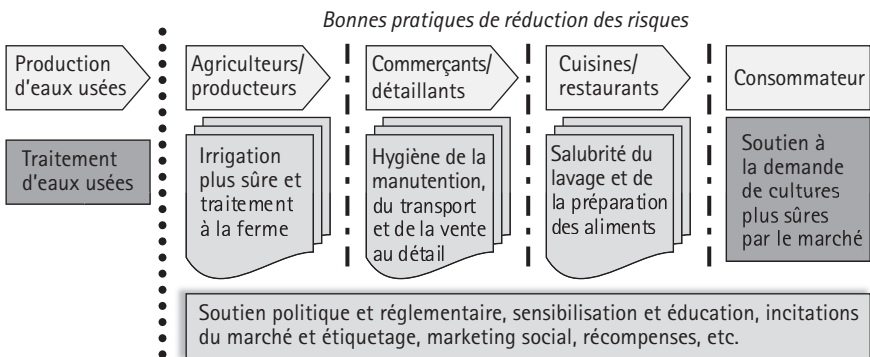 Bonnes pratiques de réduction des risques
Production
d'eaux usées
Agriculteurs/
producteurs
Commerçants/
détaillants
Cuisines/
restaurants
Consommateur
Traitement
d'eaux usées
Irrigation
plus sûre et
traitement
à la ferme
Hygiène de la
manutention,
du transport
et de la vente
au détail
Salubrité du
lavage et de
la préparation
des aliments
Soutien à
la demande
de cultures
plus sûres
par le marché
Soutien politique et réglementaire, sensibilisation et éducation, incitations
du marché et étiquetage, marketing social, récompenses, etc.